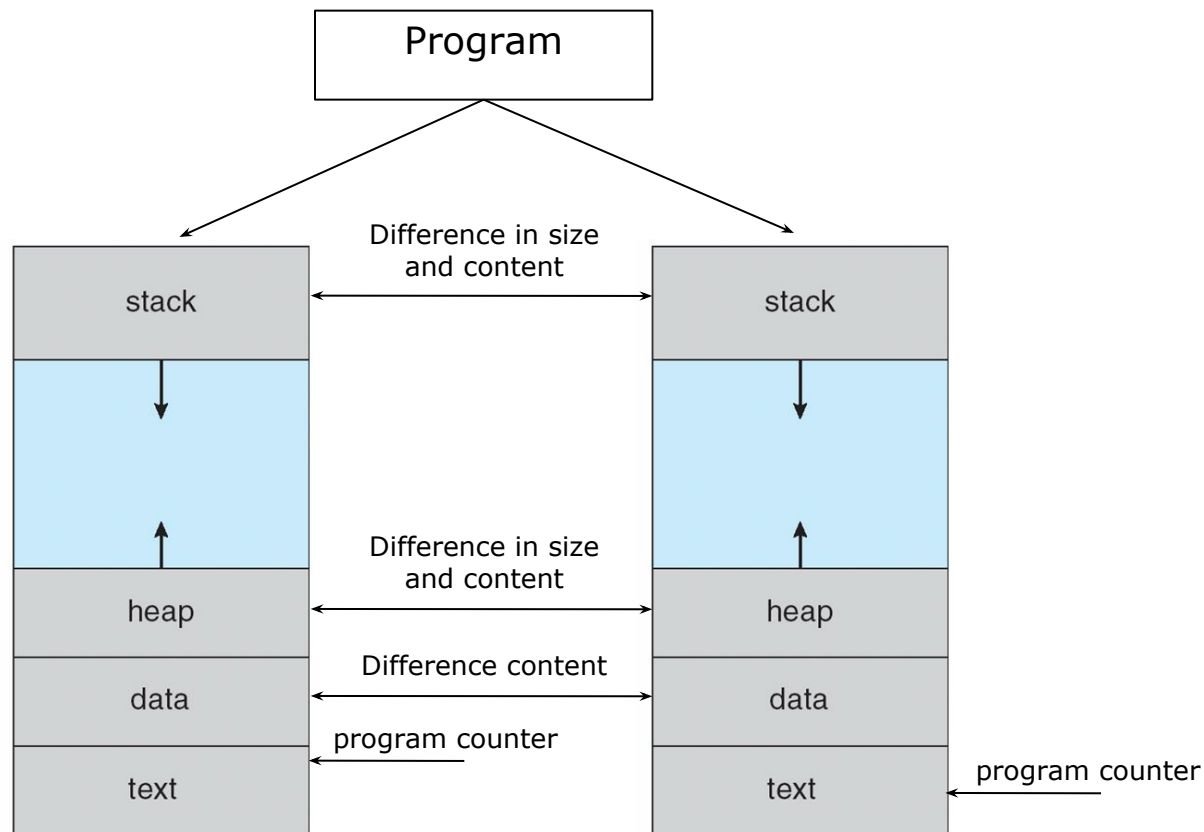 Program
Difference in size
and content
stack
stack
Difference in size
and content
heap
heap
Difference content
data
data
program counter
text
text
program counter